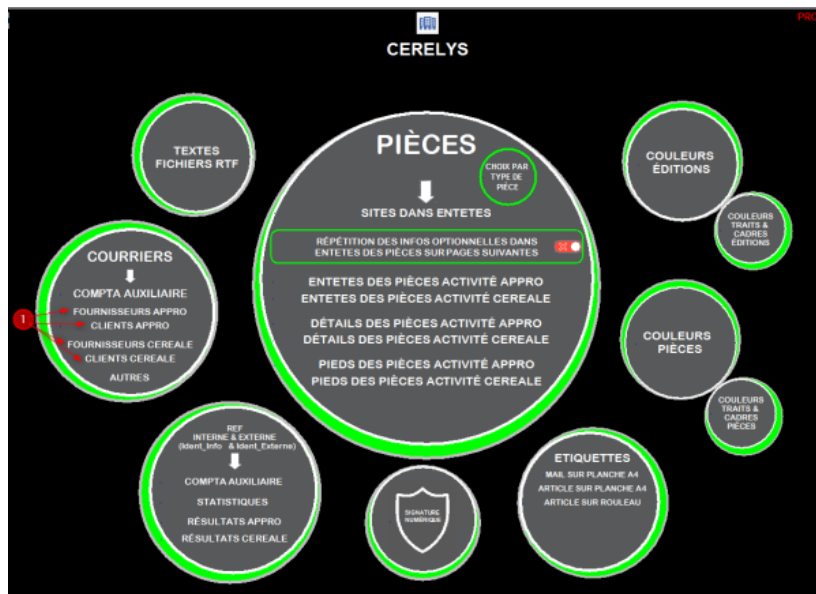 PRO
CERELYS
TEXTES
FICHIERS RTF
PIÈCES
CHOIX PAR
TYPE DE
PIÈCE
SITES DANS ENTETES
RÉPÉTITION DES INFOS OPTIONNELLES DANS
ENTETES DES PIÈCES SUR PAGES SUIVANTES
ENTETES DES PIÈCES ACTIVITÉ APPRO
ENTETES DES PIÈCES ACTIVITÉ CEREALE
DÉTAILS DES PIÈCES ACTIVITÉ APPRO
DÉTAILS DES PIÈCES ACTIVITÉ CEREALE
PIEDS DES PIÈCES ACTIVITÉ APPRO
PIEDS DES PIÈCES ACTIVITÉ CEREALE
COULEURS
ÉDITIONS
COULEURS
TRAITS &
CADRES
ÉDITIONS
COURRIERS
COMPTA AUXILIAIRE
FOURNISSEURS APPRO
1
CLIENTS APPRO
FOURNISSEURS CEREALE
CLIENTS CEREALE
AUTRES
COULEURS
PIÈCES
COULEURS
TRAITS &
CADRES
PIÈCES
REF
INTERNE & EXTERNE
(Ident_Info & Ident_Externe)
COMPTA AUXILIAIRE
STATISTIQUES
RÉSULTATS APPRO
RÉSULTATS CEREALE
SIGNATURE
NUMÉRIQUE
ETIQUETTES
MAIL SUR PLANCHE A4
ARTICLE SUR PLANCHE A4
ARTICLE SUR ROULEAU